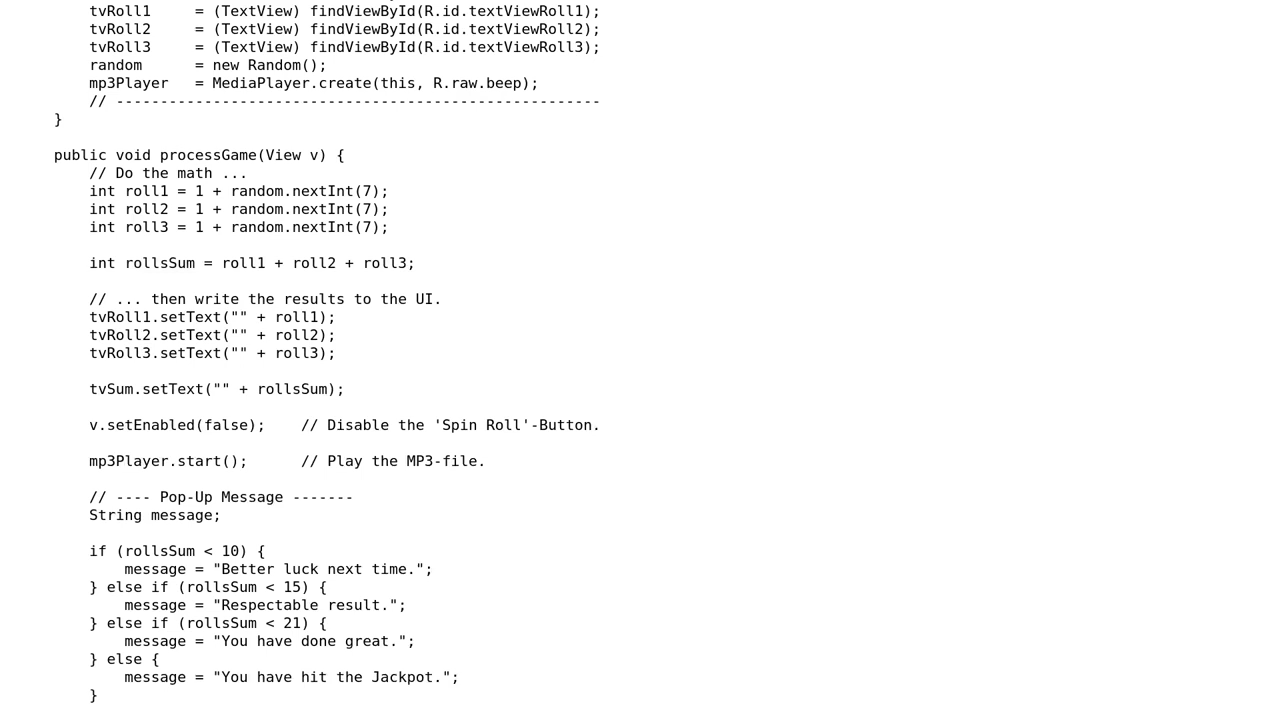 tvRoll1     = (TextView) findViewById(R.id.textViewRoll1);
tvRoll2     = (TextView) findViewById(R.id.textViewRoll2);
tvRoll3     = (TextView) findViewById(R.id.textViewRoll3);
random      = new Random();
mp3Player   = MediaPlayer.create(this, R.raw.beep);
// -------------------------------------------------------
}
public void processGame(View v) {
// Do the math ...
int roll1 = 1 + random.nextInt(7);
int roll2 = 1 + random.nextInt(7);
int roll3 = 1 + random.nextInt(7);
int rollsSum = roll1 + roll2 + roll3;
// ... then write the results to the UI.
tvRoll1.setText("" + roll1);
tvRoll2.setText("" + roll2);
tvRoll3.setText("" + roll3);
tvSum.setText("" + rollsSum);
v.setEnabled(false);    // Disable the 'Spin Roll'-Button.
mp3Player.start();      // Play the MP3-file.
// ---- Pop-Up Message -------
String message;
if (rollsSum < 10) {
message = "Better luck next time.";
} else if (rollsSum < 15) {
message = "Respectable result.";
} else if (rollsSum < 21) {
message = "You have done great.";
} else {
message = "You have hit the Jackpot.";
}